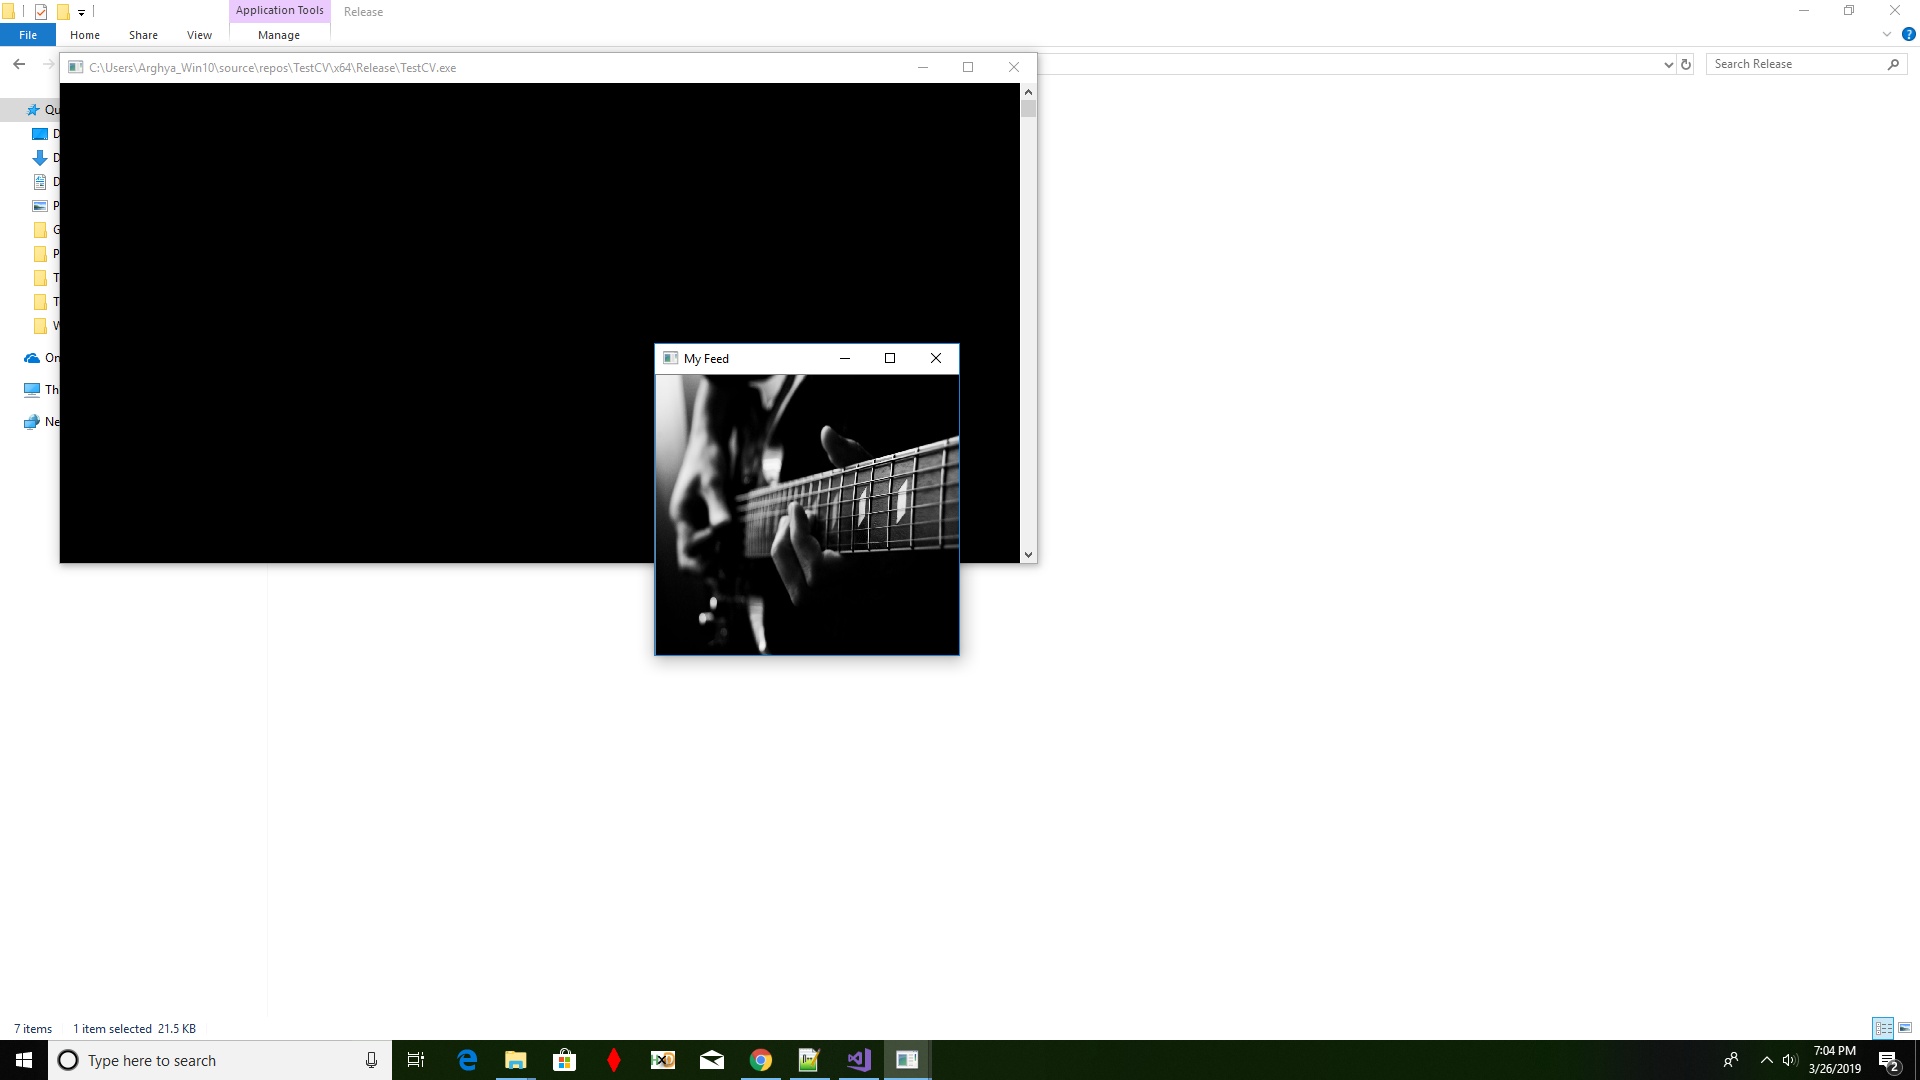 Application Tools Release
File Home Share View Manage
C:\Users\Arghya_Win10\source\repos\TestCV\x64\Release\TestCV.exe
Search Release
Qu
D
D
D
P
G
P
T
T
W
On
Th
Ne
My Feed
7 items 1 item selected 21.5 KB
Type here to search
7:04 PM
3/26/2019
2